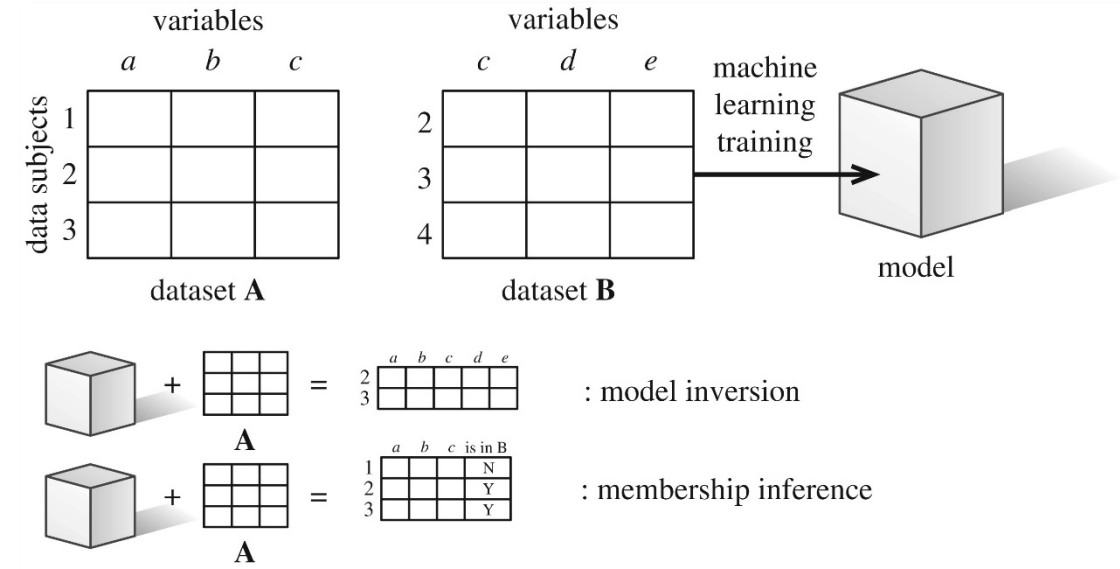 variables
a b c
data subjects
1
2
3
dataset A
variables
c d e
2
3
4
dataset B
machine
learning
training
model
+
A
=
a b c d e
2
3
: model inversion
+
A
=
a b c is in B
1 N
2 Y
3 Y
: membership inference